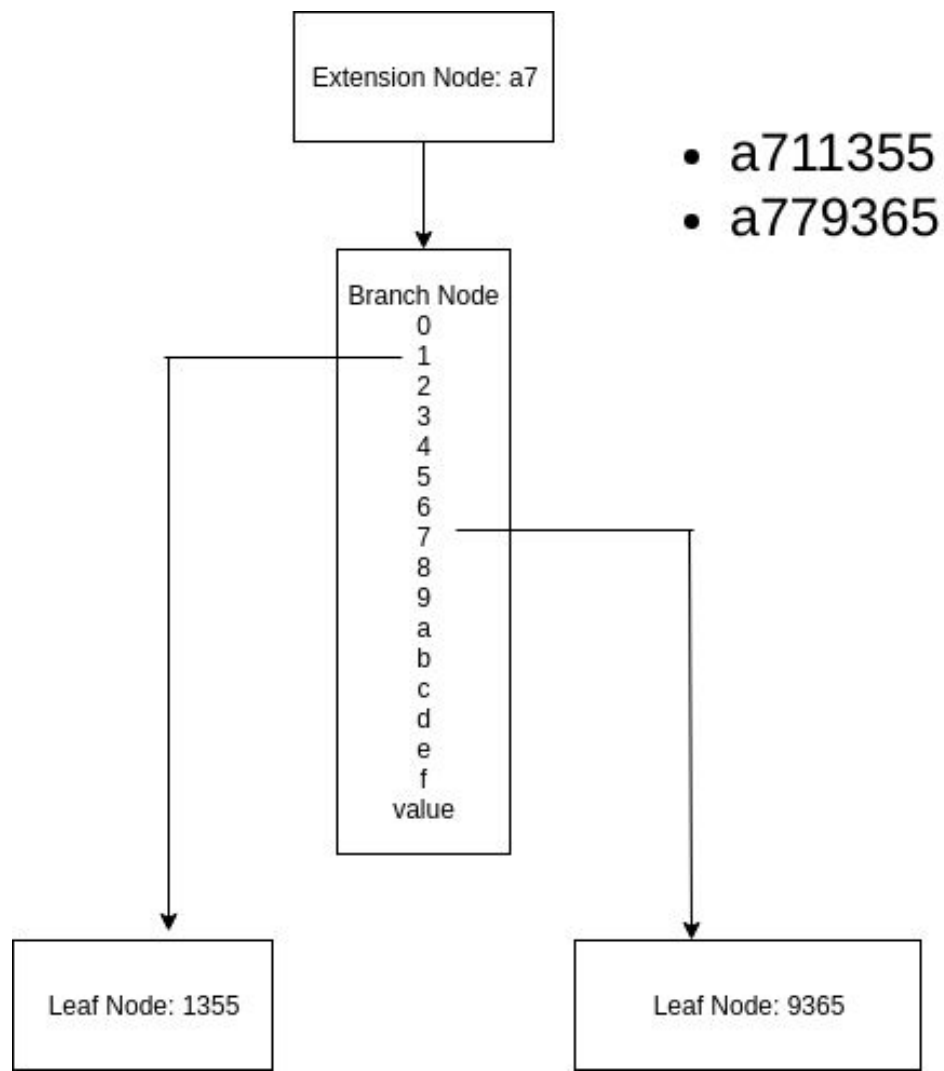 Extension Node: a7
• a711355
• a779365
Branch Node
0
1
2
3
4
5
6
7
8
9
a
b
c
d
e
f
value
Leaf Node: 1355
Leaf Node: 9365